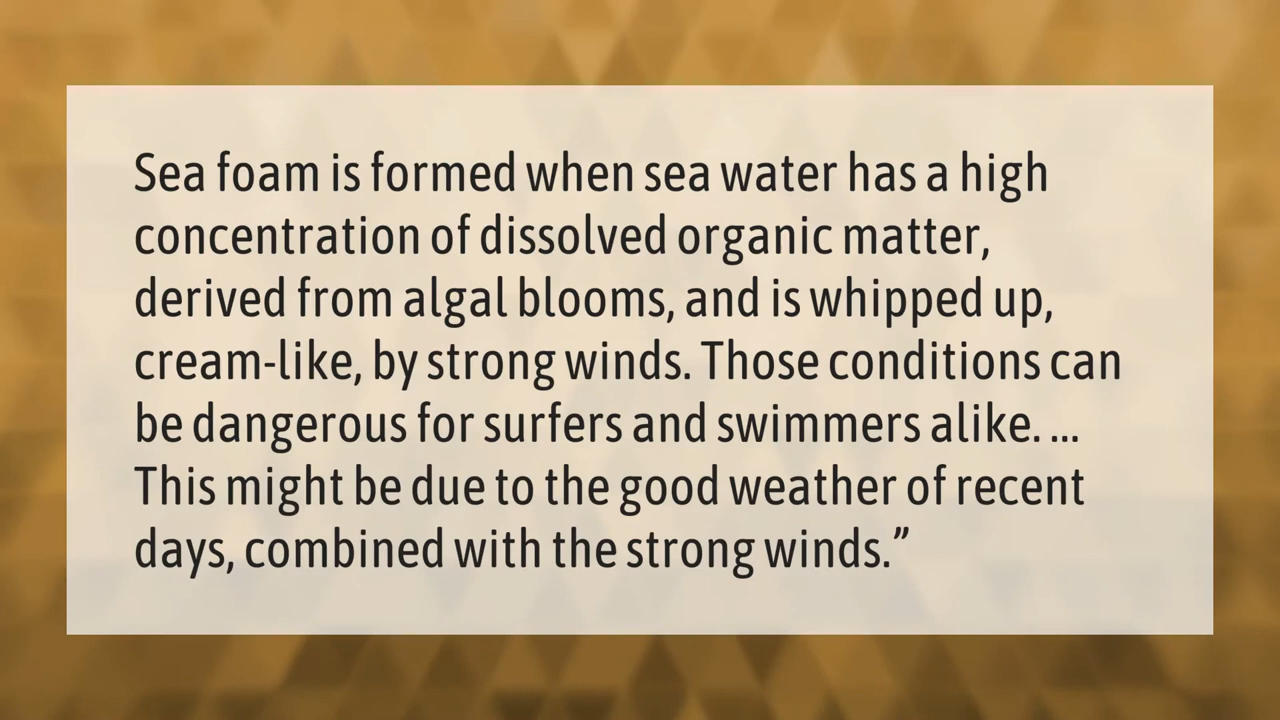 Sea foam is formed when sea water has a high
concentration of dissolved organic matter,
derived from algal blooms, and is whipped up,
cream-like, by strong winds. Those conditions can
be dangerous for surfers and swimmers alike. ...
This might be due to the good weather of recent
days, combined with the strong winds.”